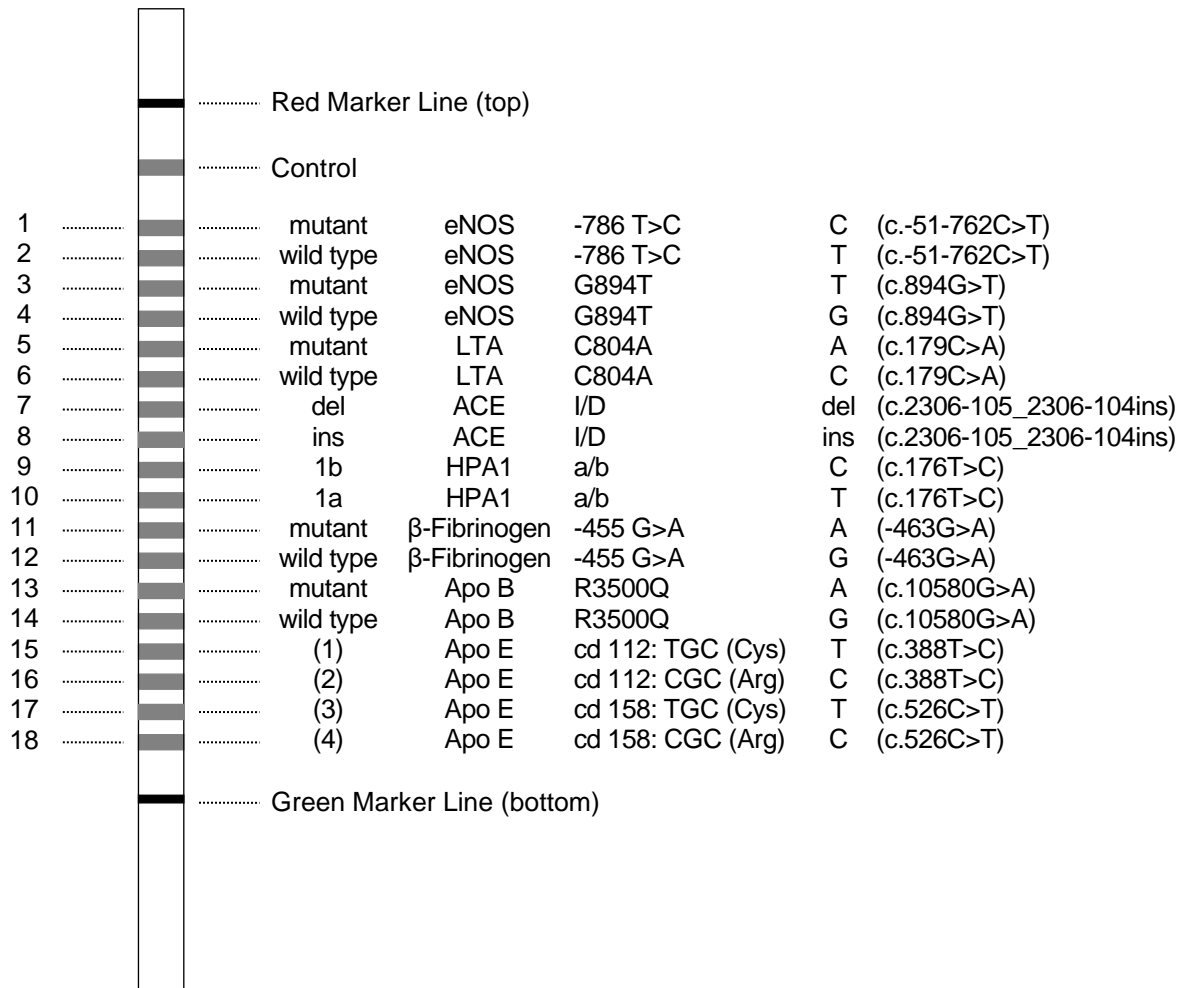 Red Marker Line (top)
Control
1 mutant eNOS -786 T>C C (c.-51-762C>T)
2 wild type eNOS -786 T>C T (c.-51-762C>T)
3 mutant eNOS G894T T (c.894G>T)
4 wild type eNOS G894T G (c.894G>T)
5 mutant LTA C804A A (c.179C>A)
6 wild type LTA C804A C (c.179C>A)
7 del ACE I/D del (c.2306-105_2306-104ins)
8 ins ACE I/D ins (c.2306-105_2306-104ins)
9 1b HPA1 a/b C (c.176T>C)
10 1a HPA1 a/b T (c.176T>C)
11 mutant β-Fibrinogen -455 G>A A (-463G>A)
12 wild type β-Fibrinogen -455 G>A G (-463G>A)
13 mutant Apo B R3500Q A (c.10580G>A)
14 wild type Apo B R3500Q G (c.10580G>A)
15 (1) Apo E cd 112: TGC (Cys) T (c.388T>C)
16 (2) Apo E cd 112: CGC (Arg) C (c.388T>C)
17 (3) Apo E cd 158: TGC (Cys) T (c.526C>T)
18 (4) Apo E cd 158: CGC (Arg) C (c.526C>T)
Green Marker Line (bottom)